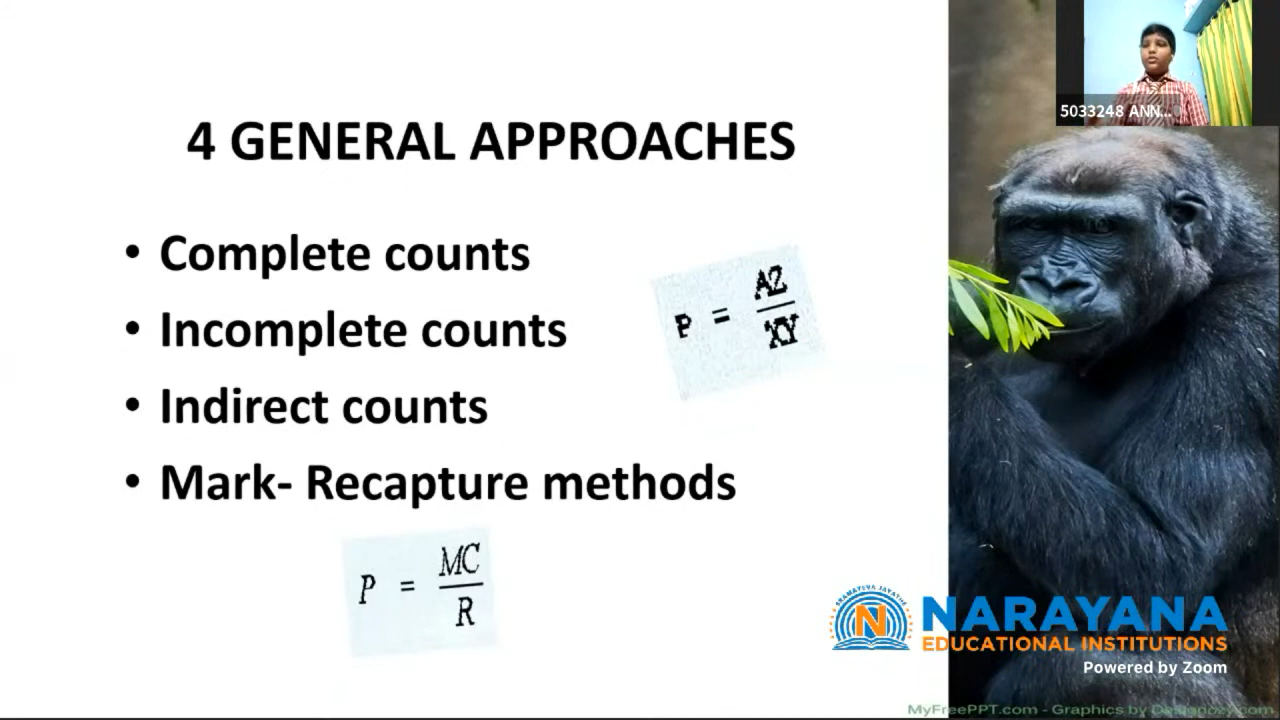 5033248 ANN...
4 GENERAL APPROACHES
• Complete counts
• Incomplete counts
P = AZ
XY
• Indirect counts
• Mark- Recapture methods
P = MC
R
NARAYANA
EDUCATIONAL INSTITUTIONS
Powered by Zoom
MyFreePPT.com - Graphics by